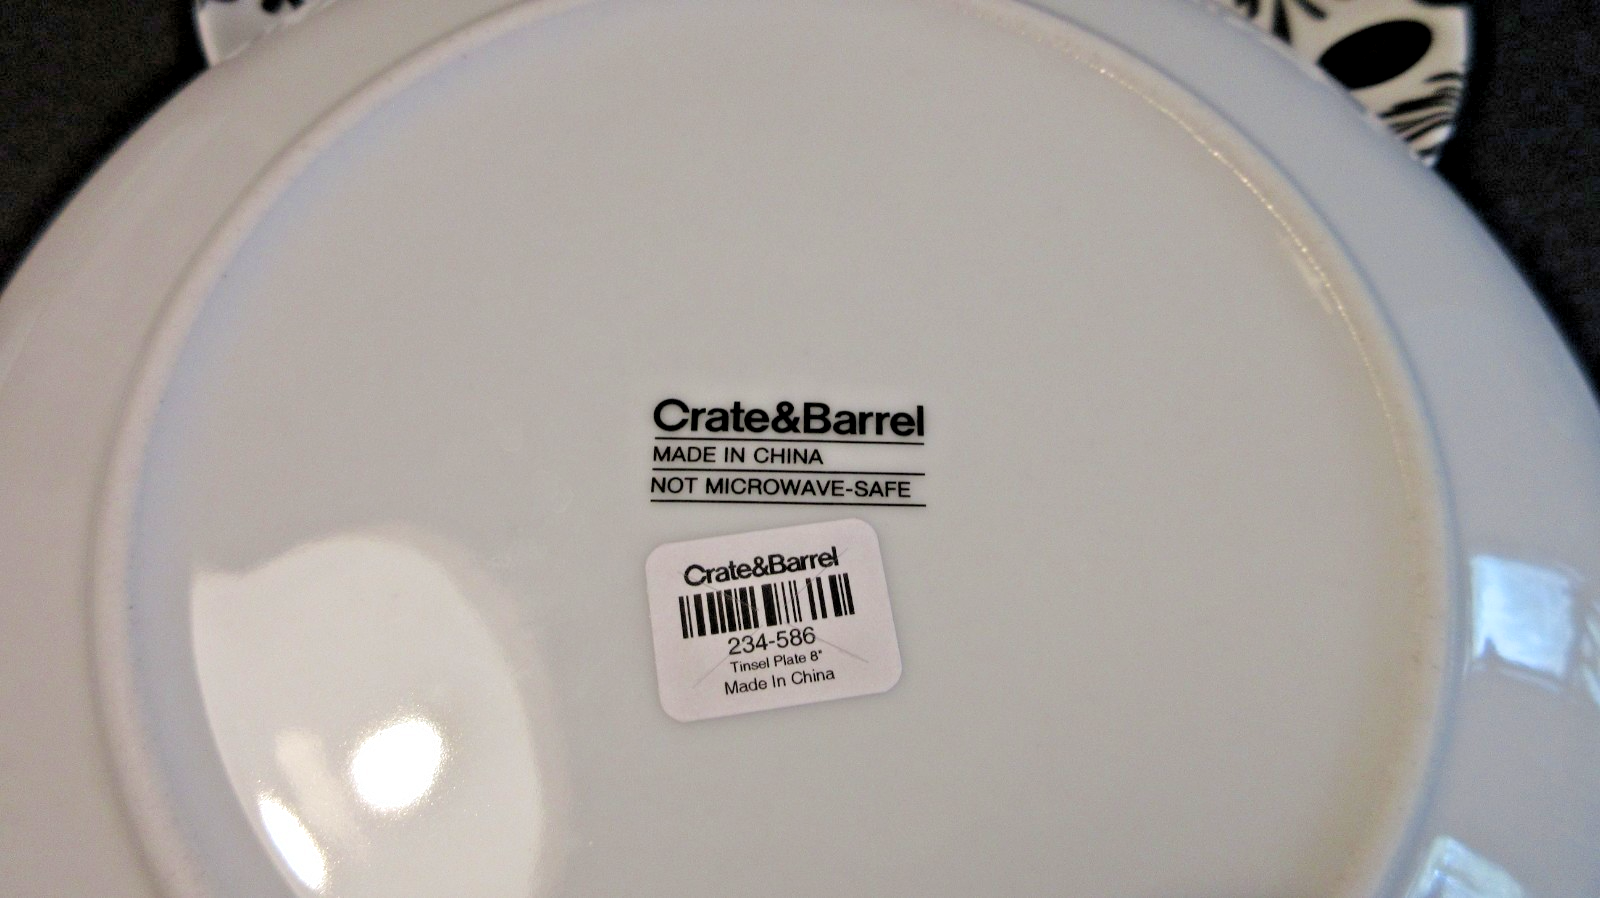 Crate&Barrel
MADE IN CHINA
NOT MICROWAVE-SAFE
Crate&Barrel
234-586
Tinsel Plate 8"
Made In China